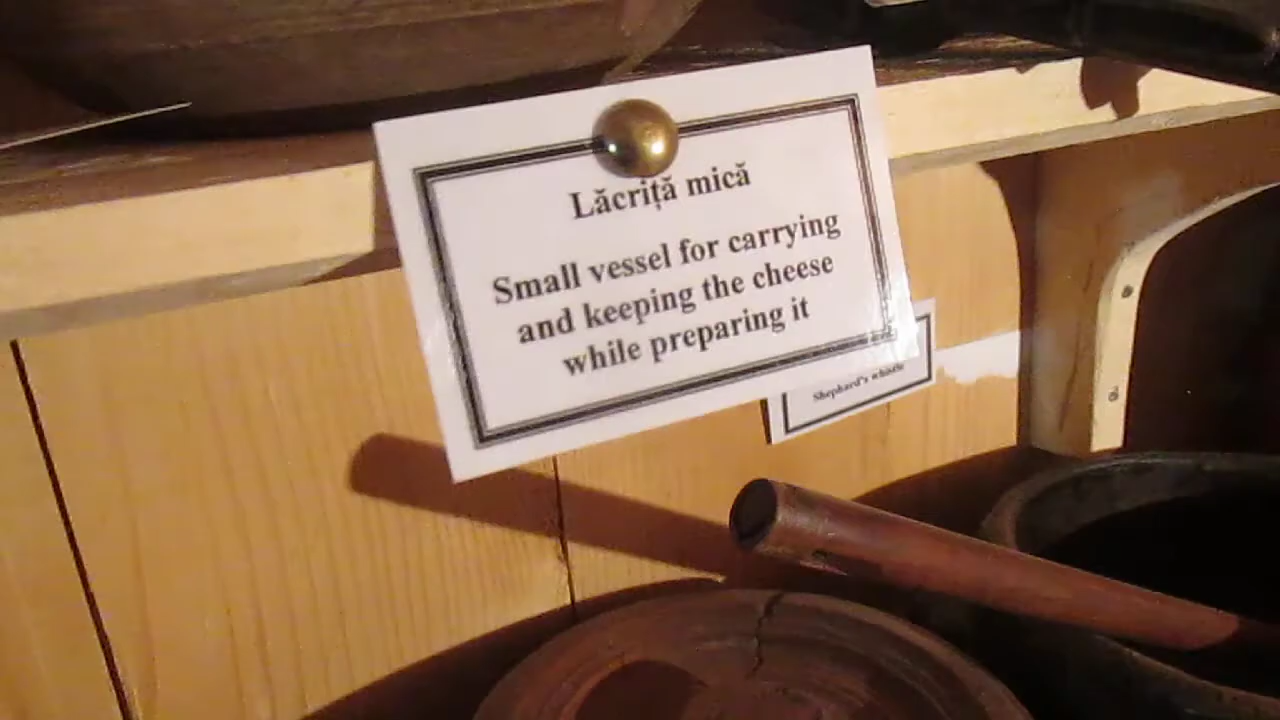 Lăcriță mică
Small vessel for carrying
and keeping the cheese
while preparing it
Shephard's whistle